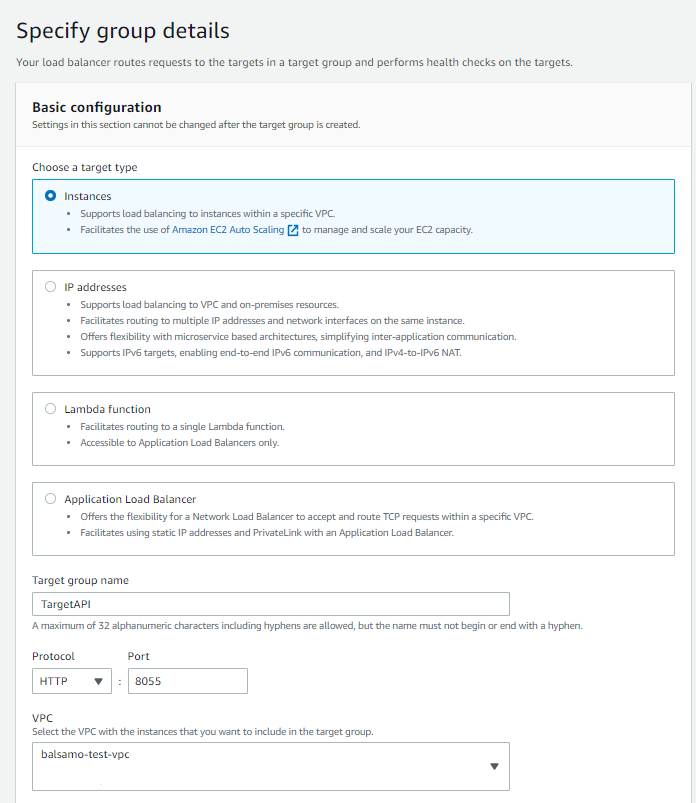 Specify group details
Your load balancer routes requests to the targets in a target group and performs health checks on the targets.
Basic configuration
Settings in this section cannot be changed after the target group is created.
Choose a target type
Instances
• Supports load balancing to instances within a specific VPC.
• Facilitates the use of Amazon EC2 Auto Scaling to manage and scale your EC2 capacity.
IP addresses
• Supports load balancing to VPC and on-premises resources.
• Facilitates routing to multiple IP addresses and network interfaces on the same instance.
• Offers flexibility with microservice based architectures, simplifying inter-application communication.
• Supports IPv6 targets, enabling end-to-end IPv6 communication, and IPv4-to-IPv6 NAT.
Lambda function
• Facilitates routing to a single Lambda function.
• Accessible to Application Load Balancers only.
Application Load Balancer
• Offers the flexibility for a Network Load Balancer to accept and route TCP requests within a specific VPC.
• Facilitates using static IP addresses and PrivateLink with an Application Load Balancer.
Target group name
TargetAPI
A maximum of 32 alphanumeric characters including hyphens are allowed, but the name must not begin or end with a hyphen.
Protocol Port
HTTP : 8055
VPC
Select the VPC with the instances that you want to include in the target group.
balsamo-test-vpc